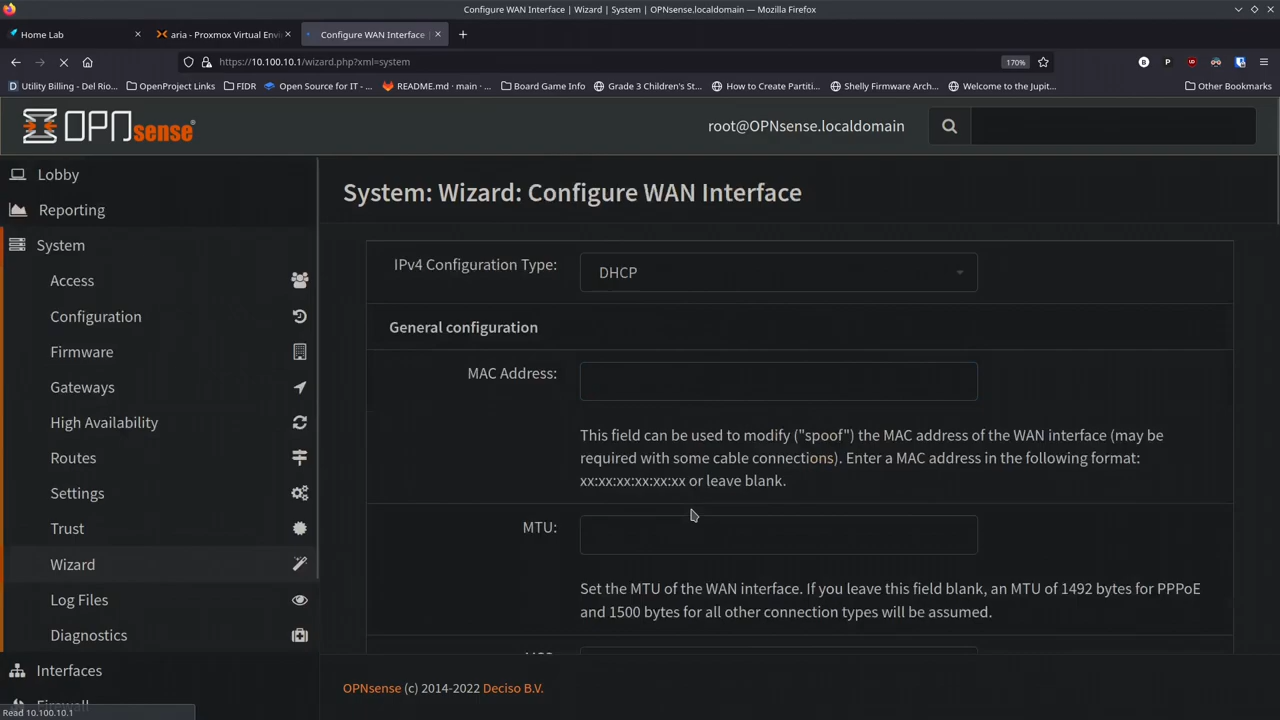 Configure WAN Interface | Wizard | System | OPNsense.localdomain — Mozilla Firefox
Home Lab
aria - Proxmox Virtual Envi
Configure WAN Interface |
https://10.100.10.1/wizard.php?xml=system
170%
Utility Billing - Del Rio...
OpenProject Links
FIDR
Open Source for IT - ...
README.md · main · ...
Board Game Info
Grade 3 Children's St...
How to Create Partiti...
Shelly Firmware Arch...
Welcome to the Jupit...
Other Bookmarks
OPNsense®
root@OPNsense.localdomain
Lobby
Reporting
System
Access
Configuration
Firmware
Gateways
High Availability
Routes
Settings
Trust
Wizard
Log Files
Diagnostics
Interfaces
Firewall
Read 10.100.10.1
System: Wizard: Configure WAN Interface
IPv4 Configuration Type:
DHCP
General configuration
MAC Address:
This field can be used to modify ("spoof") the MAC address of the WAN interface (may be
required with some cable connections). Enter a MAC address in the following format:
xx:xx:xx:xx:xx:xx or leave blank.
MTU:
Set the MTU of the WAN interface. If you leave this field blank, an MTU of 1492 bytes for PPPoE
and 1500 bytes for all other connection types will be assumed.
MSS:
OPNsense (c) 2014-2022 Deciso B.V.